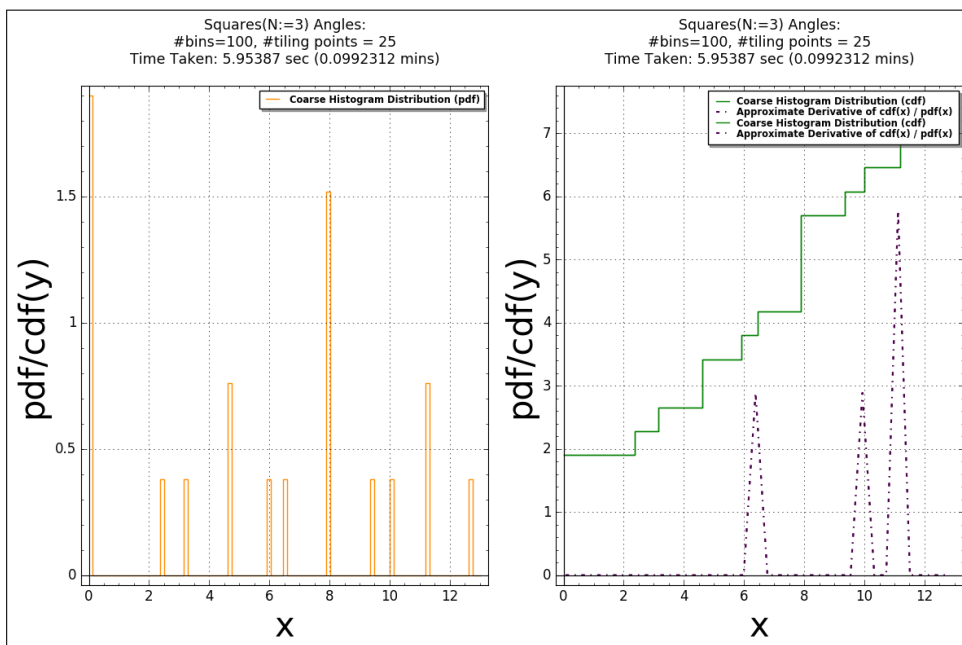 Squares(N:=3) Angles:
#bins=100, #tiling points = 25
Time Taken: 5.95387 sec (0.0992312 mins)
Coarse Histogram Distribution (pdf)
pdf/cdf(y)
1.5
1
0.5
0
0 2 4 6 8 10 12
x
Squares(N:=3) Angles:
#bins=100, #tiling points = 25
Time Taken: 5.95387 sec (0.0992312 mins)
Coarse Histogram Distribution (cdf)
Approximate Derivative of cdf(x) / pdf(x)
Coarse Histogram Distribution (cdf)
Approximate Derivative of cdf(x) / pdf(x)
pdf/cdf(y)
7
6
5
4
3
2
1
0
0 2 4 6 8 10 12
x